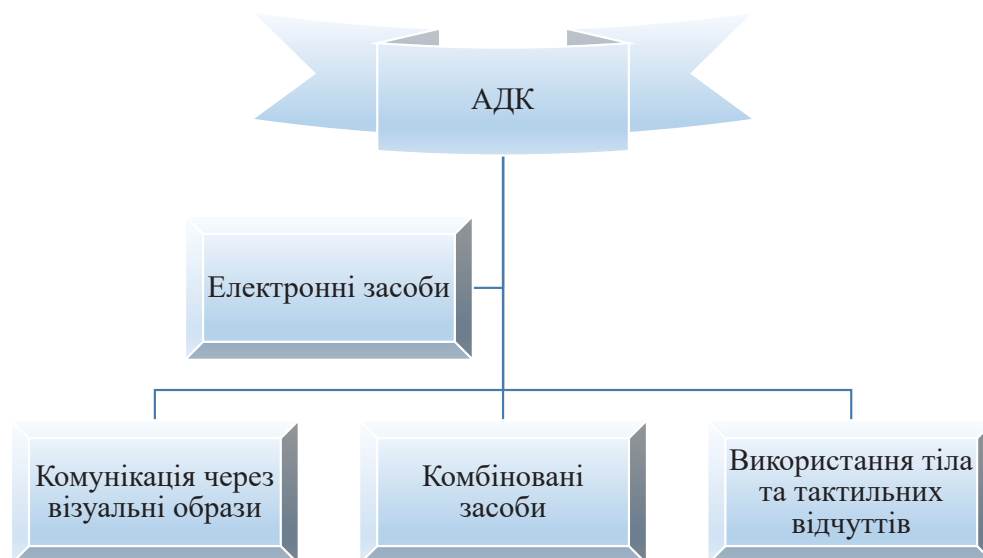 АДК
Електронні засоби
Комунікація через
візуальні образи
Комбіновані
засоби
Використання тіла
та тактильних
відчуттів